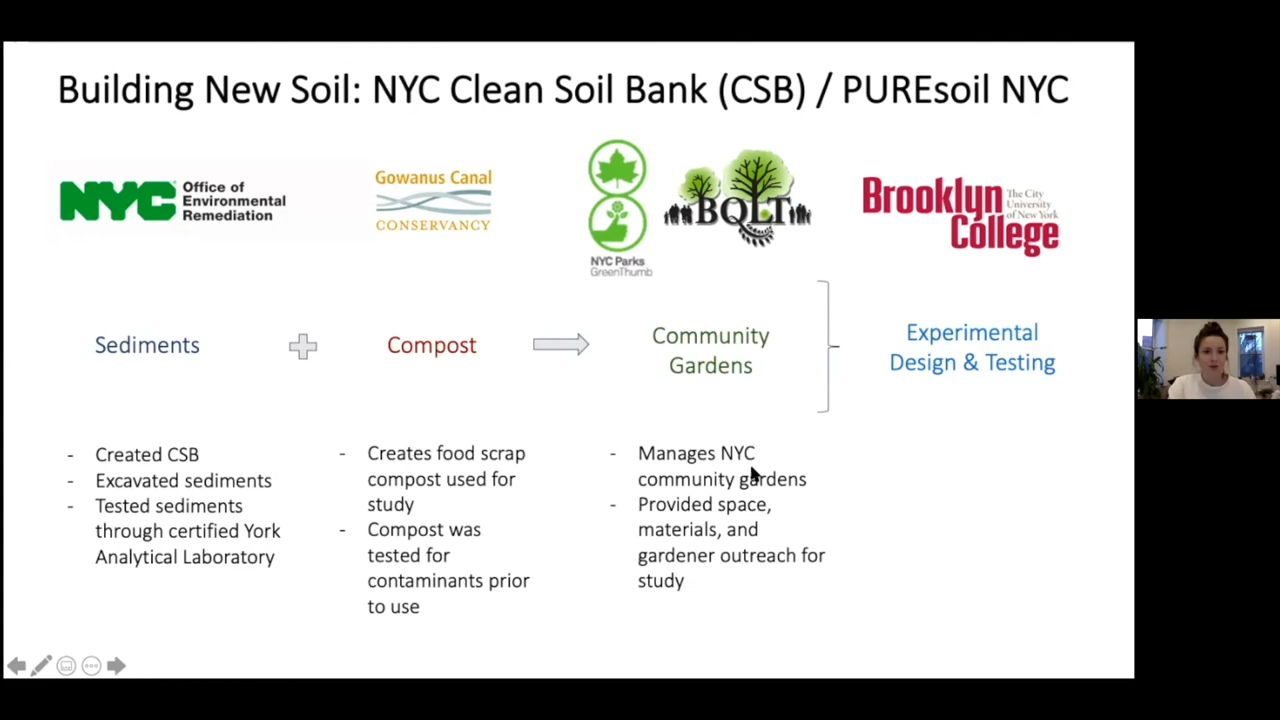 Building New Soil: NYC Clean Soil Bank (CSB) / PUREsoil NYC
NYC
Office of
Environmental
Remediation
Gowanus Canal
CONSERVANCY
NYC Parks
GreenThumb
BQLT
Brooklyn
College
The City
University
of New York
Sediments
Compost
Community
Gardens
Experimental
Design & Testing
- Created CSB
- Excavated sediments
- Tested sediments
through certified York
Analytical Laboratory
- Creates food scrap
compost used for
study
- Compost was
tested for
contaminants prior
to use
- Manages NYC
community gardens
- Provided space,
materials, and
gardener outreach for
study